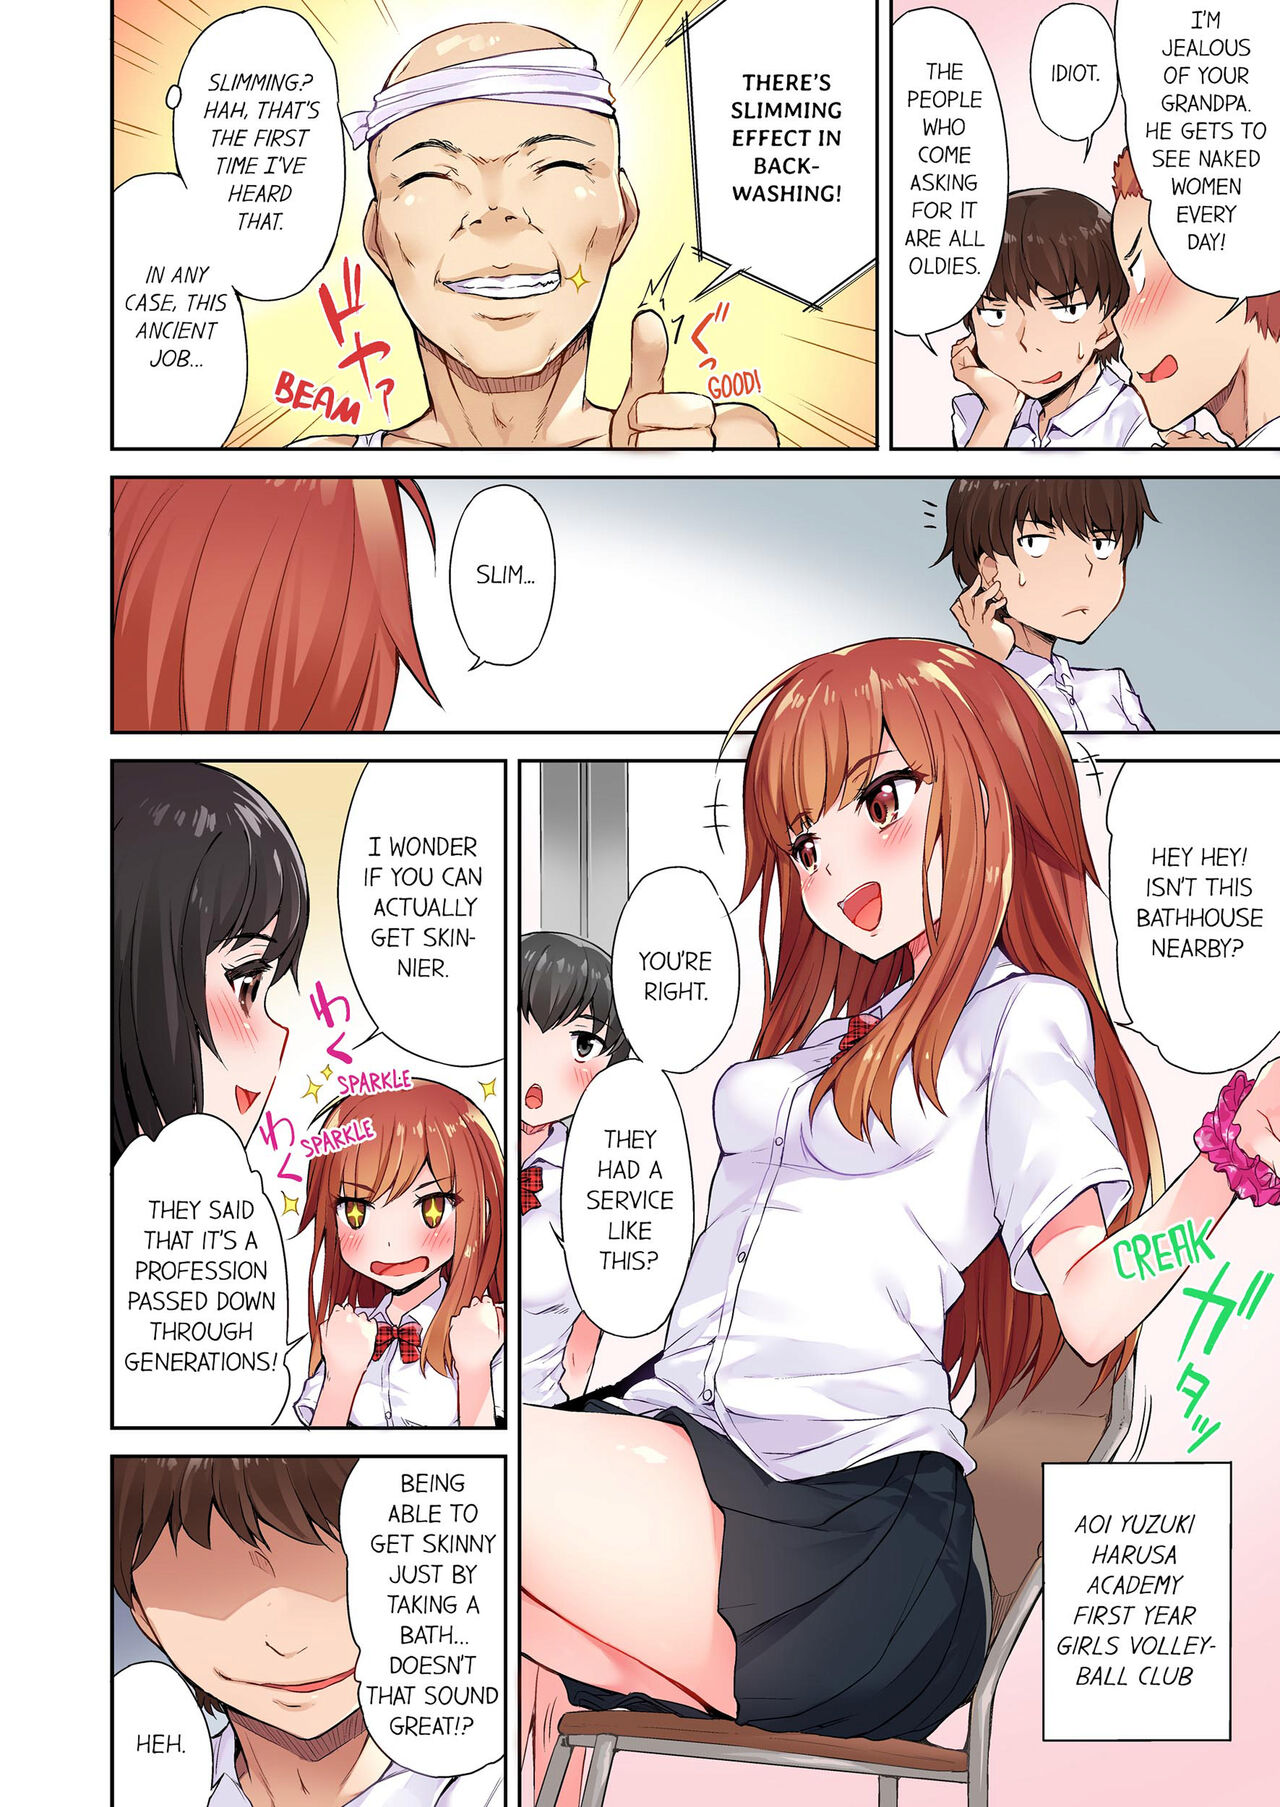 I'M
JEALOUS
OF YOUR
GRANDPA.
HE GETS TO
SEE NAKED
WOMEN
EVERY
DAY!
IDIOT.
THE
PEOPLE
WHO
COME
ASKING
FOR IT
ARE ALL
OLDIES.
THERE'S
SLIMMING
EFFECT IN
BACK-
WASHING!
ぐっ
GOOD!
ドヤァ
BEAM
SLIMMING?
HAH, THAT'S
THE FIRST
TIME I'VE
HEARD
THAT.
IN ANY
CASE, THIS
ANCIENT
JOB...
SLIM...
HEY HEY!
ISN'T THIS
BATHHOUSE
NEARBY?
YOU'RE
RIGHT.
THEY
HAD A
SERVICE
LIKE
THIS?
CREAK
ガタッ
AOI YUZUKI
HARUSA
ACADEMY
FIRST YEAR
GIRLS VOLLEY-
BALL CLUB
I WONDER
IF YOU CAN
ACTUALLY
GET SKIN-
NIER.
わく
SPARKLE
わく
SPARKLE
THEY SAID
THAT IT'S A
PROFESSION
PASSED DOWN
THROUGH
GENERATIONS!
BEING
ABLE TO
GET SKINNY
JUST BY
TAKING A
BATH...
DOESN'T
THAT SOUND
GREAT!?
HEH.